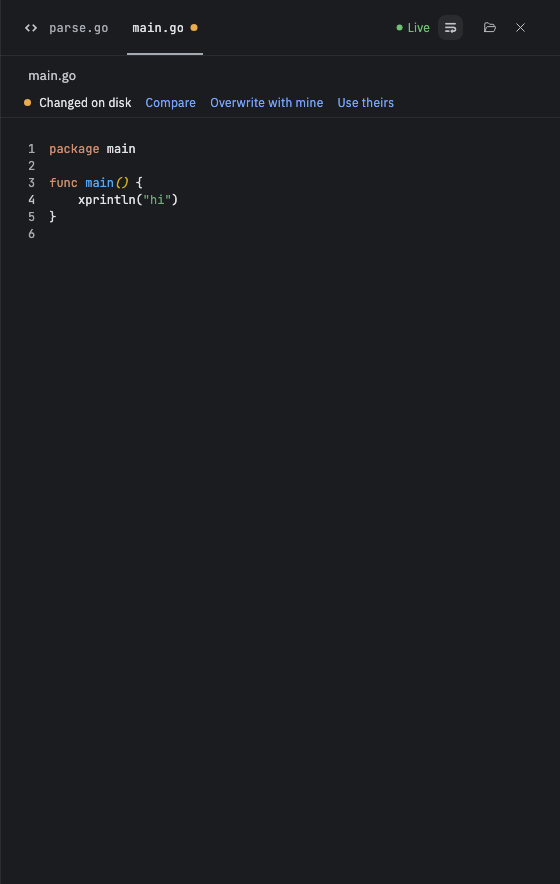 parse.go main.go Live
main.go
Changed on disk Compare Overwrite with mine Use theirs
1 package main
2
3 func main() {
4     xprintln("hi")
5 }
6